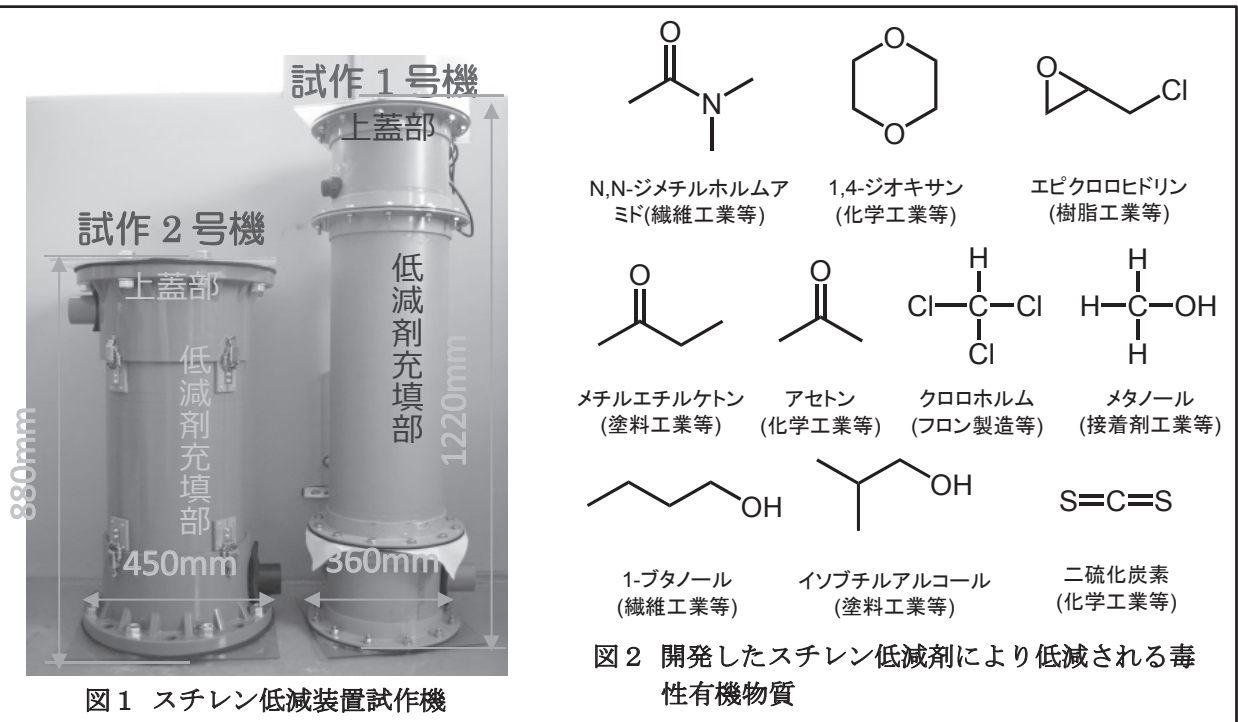 試作1号機
上蓋部
低減剤充填部
1220mm
360mm
試作2号機
上蓋部
低減剤充填部
880mm
450mm
図1 スチレン低減装置試作機
O
N
N,N-ジメチルホルムア
ミド(繊維工業等)
O
O
1,4-ジオキサン
(化学工業等)
O
Cl
エピクロロヒドリン
(樹脂工業等)
O
メチルエチルケトン
(塗料工業等)
O
アセトン
(化学工業等)
H
Cl C Cl
Cl
クロロホルム
(フロン製造等)
H
H C OH
H
メタノール
(接着剤工業等)
OH
1-ブタノール
(繊維工業等)
OH
イソブチルアルコール
(塗料工業等)
S=C=S
二硫化炭素
(化学工業等)
図2 開発したスチレン低減剤により低減される毒
性有機物質